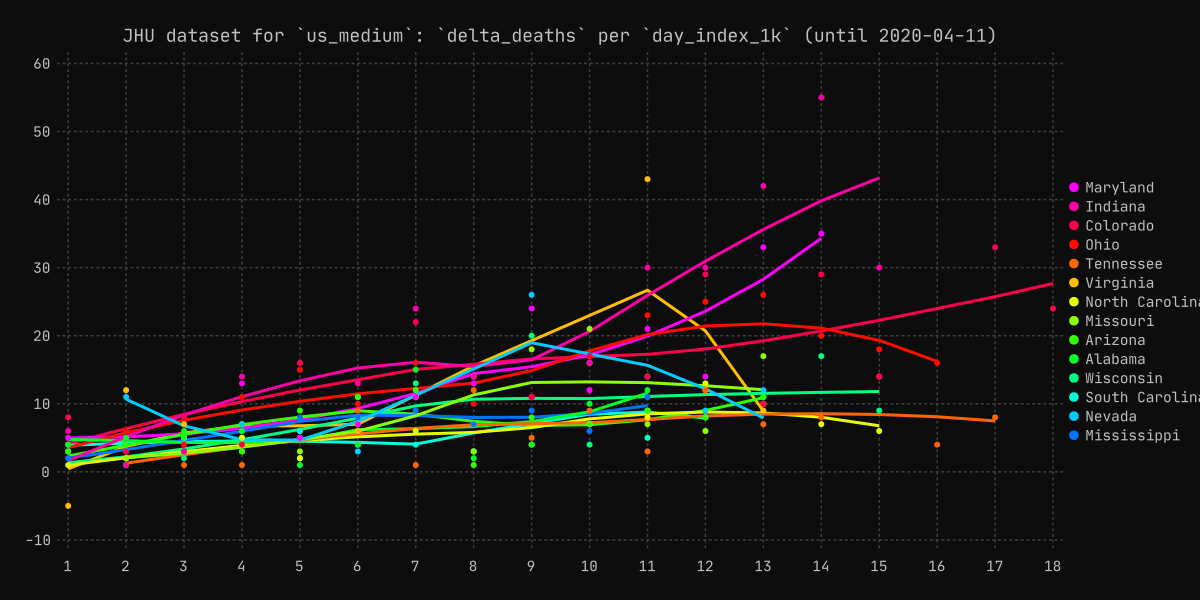 JHU dataset for `us_medium`: `delta_deaths` per `day_index_1k` (until 2020-04-11)
60
50
40
30
20
10
0
-10
1 2 3 4 5 6 7 8 9 10 11 12 13 14 15 16 17 18
Maryland
Indiana
Colorado
Ohio
Tennessee
Virginia
North Carolina
Missouri
Arizona
Alabama
Wisconsin
South Carolina
Nevada
Mississippi